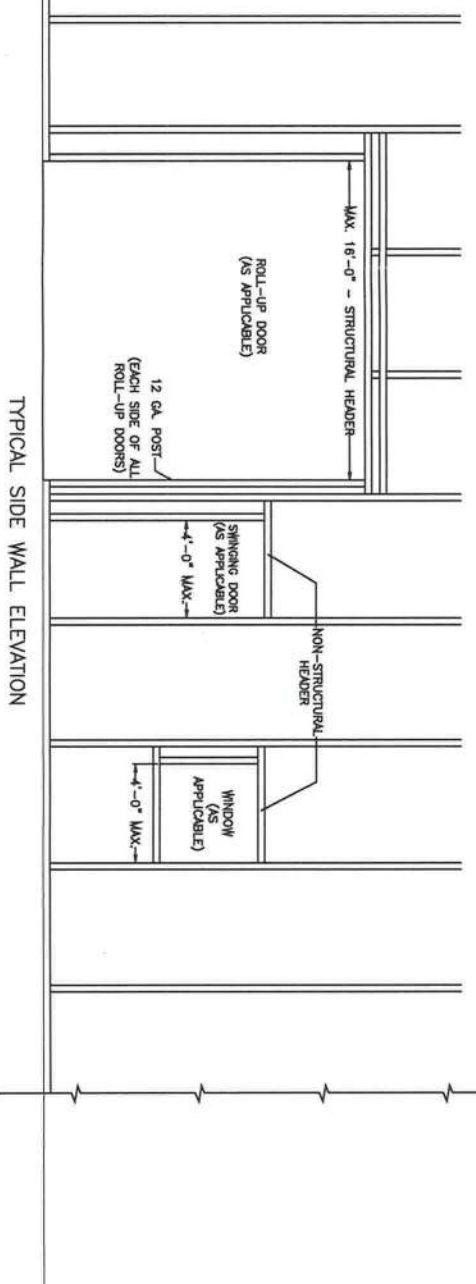 MAX. 16'-0" - STRUCTURAL HEADER
ROLL-UP DOOR
(AS APPLICABLE)
12 GA. POST
(EACH SIDE OF ALL
ROLL-UP DOORS)
SWINGING DOOR
(AS APPLICABLE)
4'-0" MAX.
NON-STRUCTURAL
HEADER
WINDOW
(AS
APPLICABLE)
4'-0" MAX.
TYPICAL SIDE WALL ELEVATION